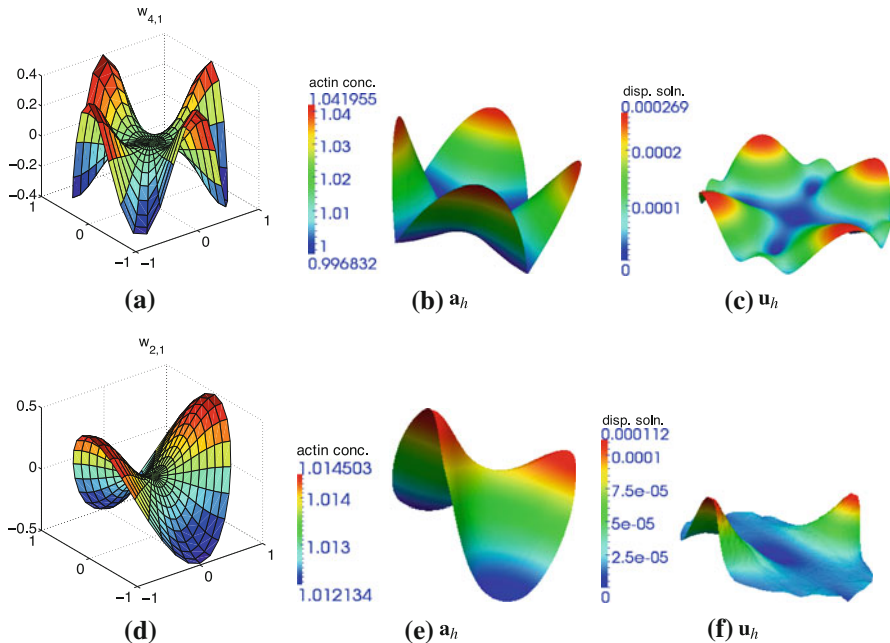 w4,1
0.4
0.2
0
−0.2
−0.4
1
0
−1
−1
0
1
(a)
actin conc.
1.041955
1.04
1.03
1.02
1.01
1
0.996832
(b) a_h
disp. soln.
0.000269
0.0002
0.0001
0
(c) u_h
w2,1
0.5
0
−0.5
1
0
−1
−1
0
1
(d)
actin conc.
1.014503
1.014
1.013
1.012134
(e) a_h
disp. soln.
0.000112
0.0001
7.5e-05
5e-05
2.5e-05
0
(f) u_h